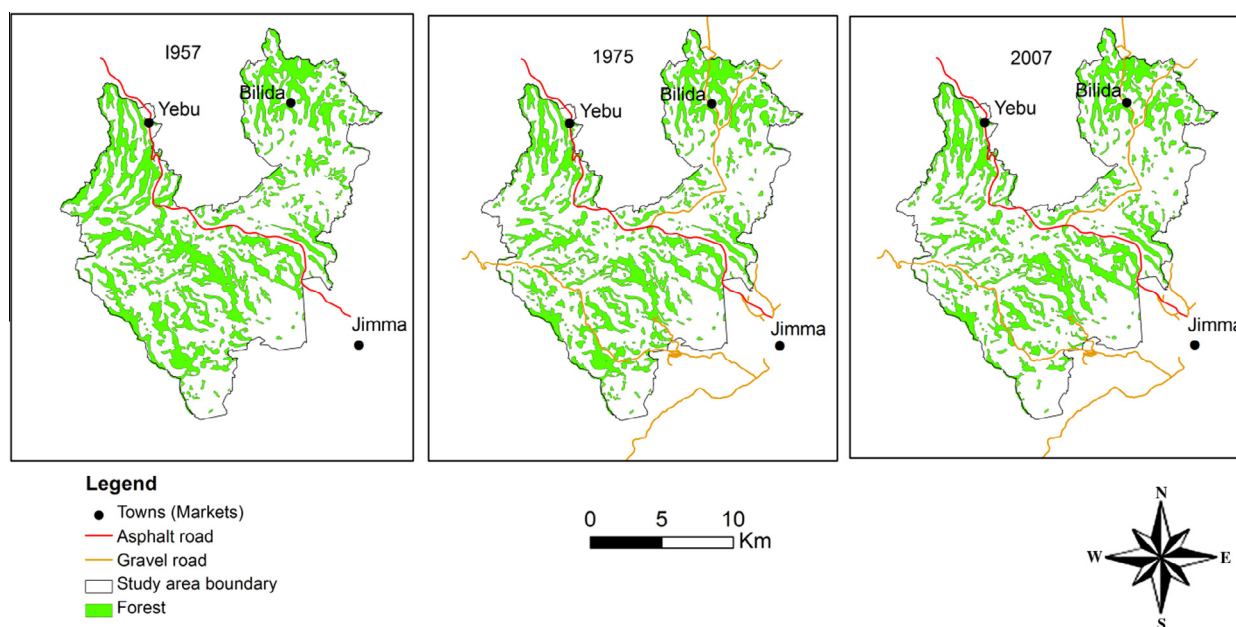 I957
Yebu
Bilida
Jimma
1975
Yebu
Bilida
Jimma
2007
Yebu
Bilida
Jimma
Legend
Towns (Markets)
Asphalt road
Gravel road
Study area boundary
Forest
0 5 10
Km
N
W E
S